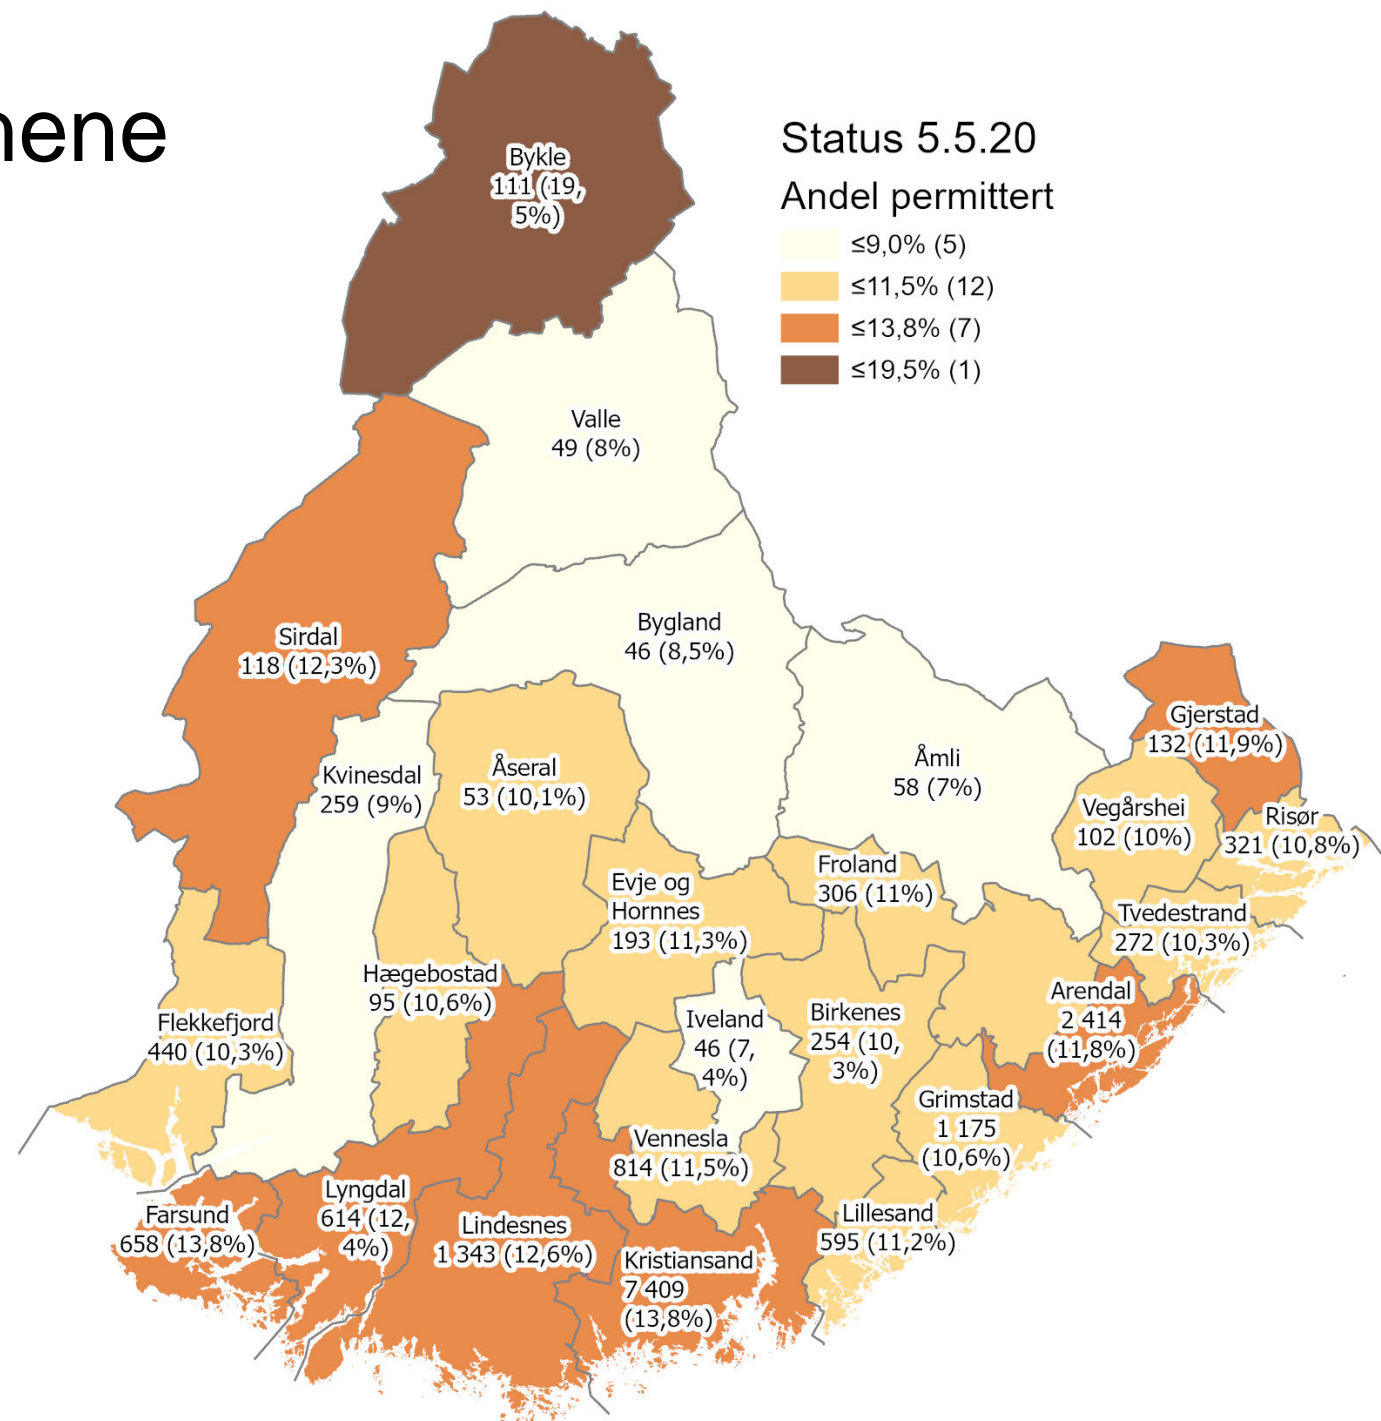 nene
Status 5.5.20
Andel permittert
≤9,0% (5)
≤11,5% (12)
≤13,8% (7)
≤19,5% (1)
Bykle
111 (19,
5%)
Valle
49 (8%)
Sirdal
118 (12,3%)
Bygland
46 (8,5%)
Gjerstad
132 (11,9%)
Kvinesdal
259 (9%)
Åseral
53 (10,1%)
Åmli
58 (7%)
Vegårshei
102 (10%)
Risør
321 (10,8%)
Froland
306 (11%)
Evje og
Hornnes
193 (11,3%)
Tvedestrand
272 (10,3%)
Hægebostad
95 (10,6%)
Arendal
2 414
(11,8%)
Flekkefjord
440 (10,3%)
Iveland
46 (7,
4%)
Birkenes
254 (10,
3%)
Grimstad
1 175
(10,6%)
Vennesla
814 (11,5%)
Lyngdal
614 (12,
4%)
Farsund
658 (13,8%)
Lindesnes
1 343 (12,6%)
Lillesand
595 (11,2%)
Kristiansand
7 409
(13,8%)